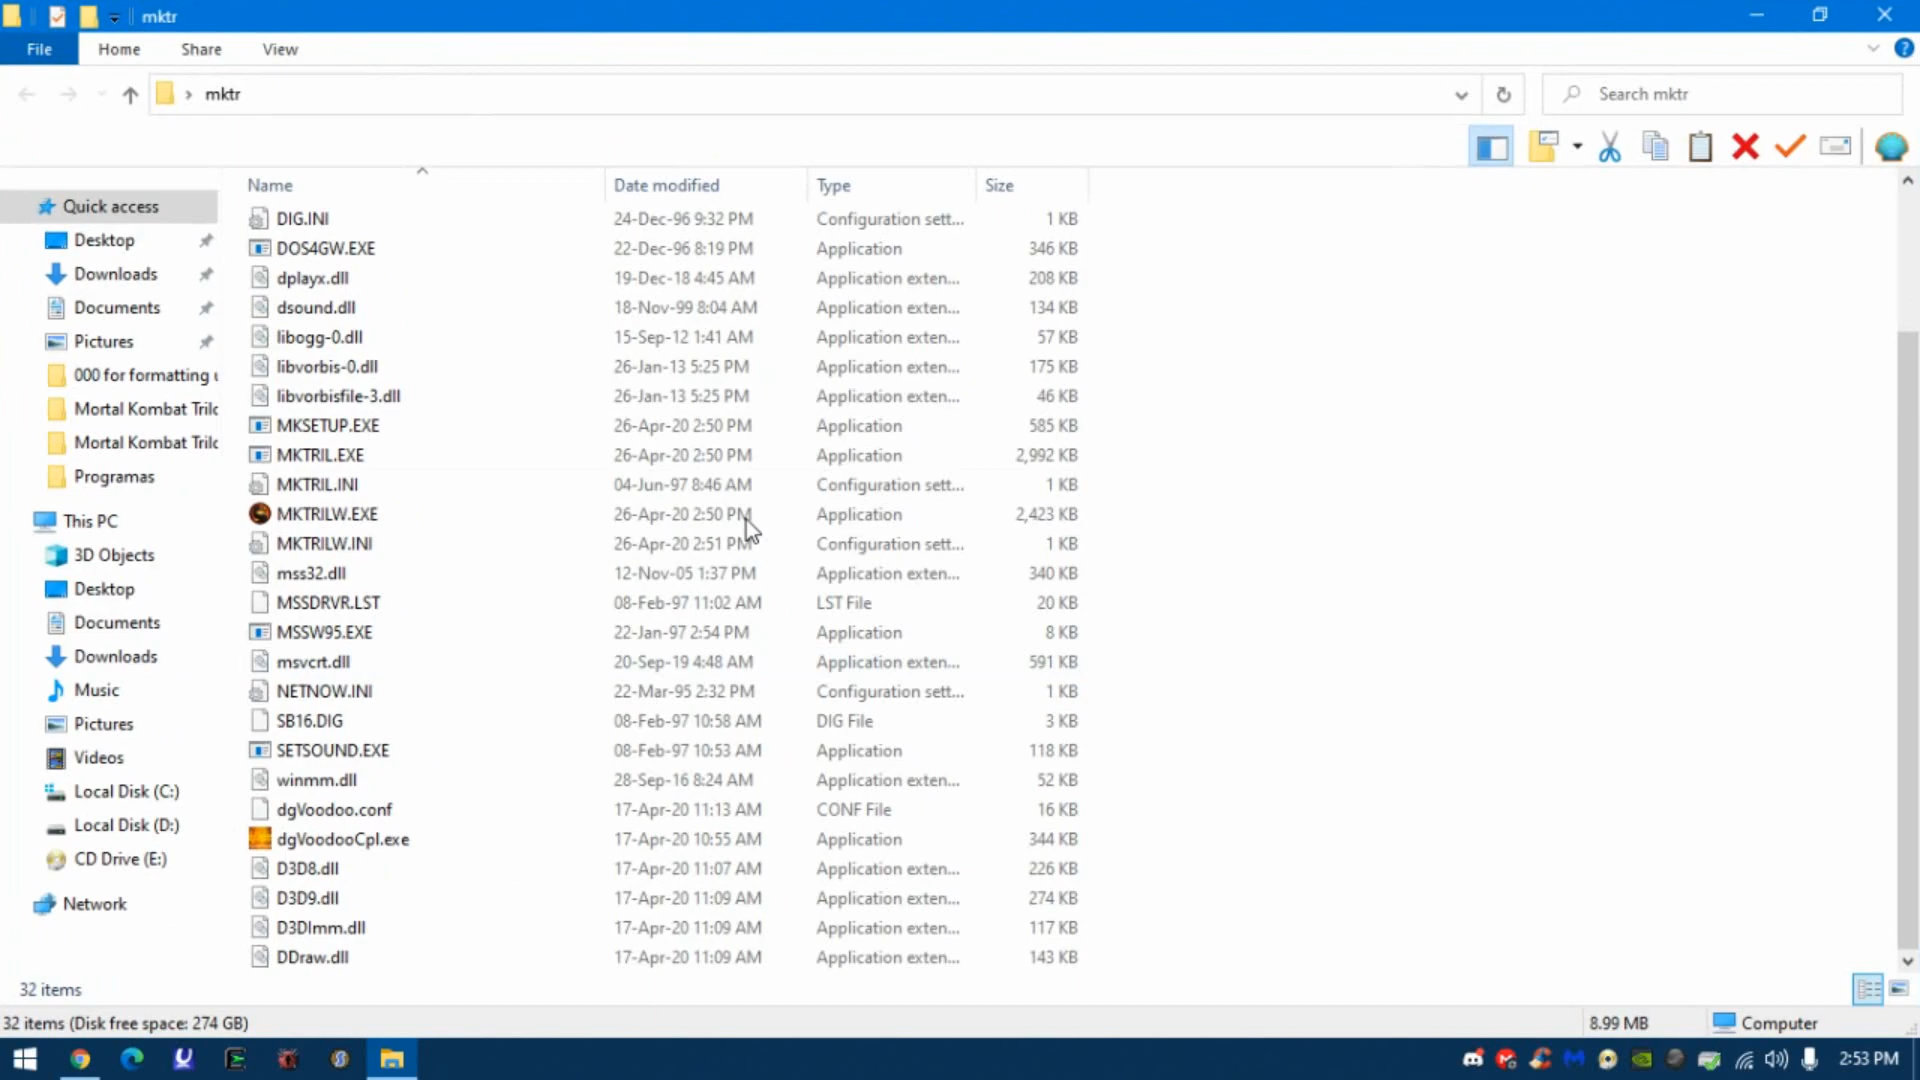 mktr
File Home Share View
mktr
Search mktr
Name Date modified Type Size
Quick access
Desktop
Downloads
Documents
Pictures
000 for formatting u
Mortal Kombat Trilo
Mortal Kombat Trilo
Programas
This PC
3D Objects
Desktop
Documents
Downloads
Music
Pictures
Videos
Local Disk (C:)
Local Disk (D:)
CD Drive (E:)
Network
DIG.INI 24-Dec-96 9:32 PM Configuration sett... 1 KB
DOS4GW.EXE 22-Dec-96 8:19 PM Application 346 KB
dplayx.dll 19-Dec-18 4:45 AM Application exten... 208 KB
dsound.dll 18-Nov-99 8:04 AM Application exten... 134 KB
libogg-0.dll 15-Sep-12 1:41 AM Application exten... 57 KB
libvorbis-0.dll 26-Jan-13 5:25 PM Application exten... 175 KB
libvorbisfile-3.dll 26-Jan-13 5:25 PM Application exten... 46 KB
MKSETUP.EXE 26-Apr-20 2:50 PM Application 585 KB
MKTRIL.EXE 26-Apr-20 2:50 PM Application 2,992 KB
MKTRIL.INI 04-Jun-97 8:46 AM Configuration sett... 1 KB
MKTRILW.EXE 26-Apr-20 2:50 PM Application 2,423 KB
MKTRILW.INI 26-Apr-20 2:51 PM Configuration sett... 1 KB
mss32.dll 12-Nov-05 1:37 PM Application exten... 340 KB
MSSDRVR.LST 08-Feb-97 11:02 AM LST File 20 KB
MSSW95.EXE 22-Jan-97 2:54 PM Application 8 KB
msvcrt.dll 20-Sep-19 4:48 AM Application exten... 591 KB
NETNOW.INI 22-Mar-95 2:32 PM Configuration sett... 1 KB
SB16.DIG 08-Feb-97 10:58 AM DIG File 3 KB
SETSOUND.EXE 08-Feb-97 10:53 AM Application 118 KB
winmm.dll 28-Sep-16 8:24 AM Application exten... 52 KB
dgVoodoo.conf 17-Apr-20 11:13 AM CONF File 16 KB
dgVoodooCpl.exe 17-Apr-20 10:55 AM Application 344 KB
D3D8.dll 17-Apr-20 11:07 AM Application exten... 226 KB
D3D9.dll 17-Apr-20 11:09 AM Application exten... 274 KB
D3DImm.dll 17-Apr-20 11:09 AM Application exten... 117 KB
DDraw.dll 17-Apr-20 11:09 AM Application exten... 143 KB
32 items
32 items (Disk free space: 274 GB) 8.99 MB Computer
2:53 PM